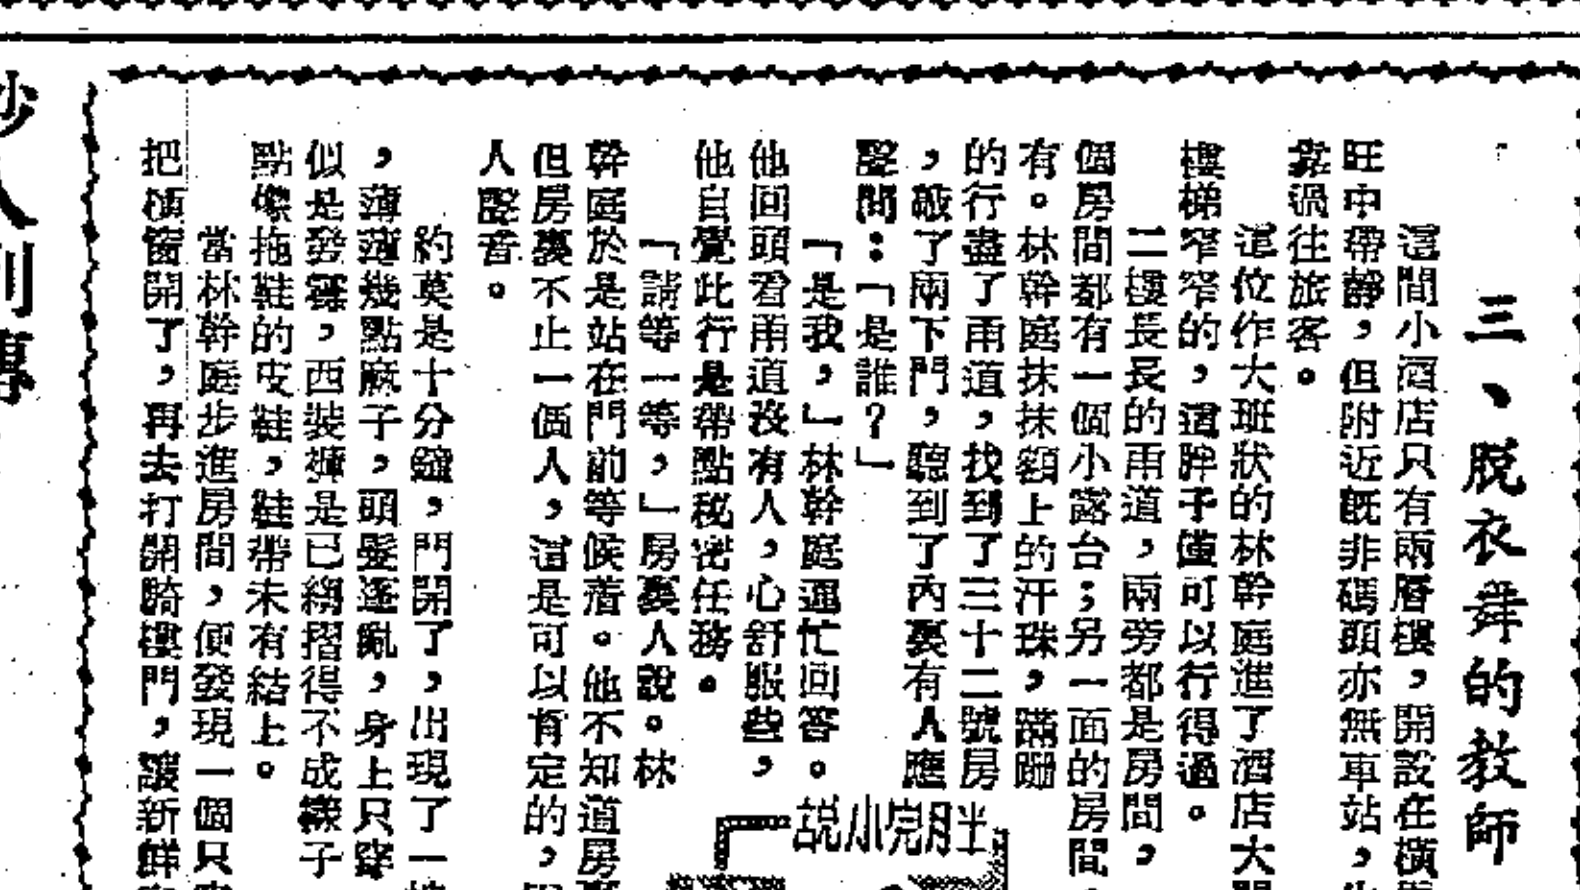 三、脫衣舞的教師
這間小酒店只有兩層樓，開設在橫
旺中帶靜，但附近既非碼頭亦無車站，
靠過往旅客。
這位作大班狀的林幹庭進了酒店大
樓梯窄窄的，這胖子僅可以行得過。
二樓長長的甬道，兩旁都是房間，
個房間都有一個小露台；另一面的房間
有。林幹庭抹抹額上的汗珠，蹣跚
的行盡了甬道，找到了三十二號房
，敲了兩下門，聽到了內裏有人應
聲問：「是誰？」
「是我，」林幹庭連忙回答。
他回頭看甬道沒有人，心舒服些，
他自覺此行是帶點秘密任務。
「請等一等，」房裏人說。林
幹庭於是站在門前等候着。他不知道房
但房裏不止一個人，這是可以肯定的，
人聲音。
約莫是十分鐘，門開了，出現了一
，薄薄幾點麻子，頭髮逐亂，身上只穿
似是發霉，西裝褲是已縐摺得不成樣子
點像拖鞋的皮鞋，鞋帶未有結上。
當林幹庭步進房間，便發現一個只
把窗開了，再去打開騎樓門，讓新鮮
半月完小說